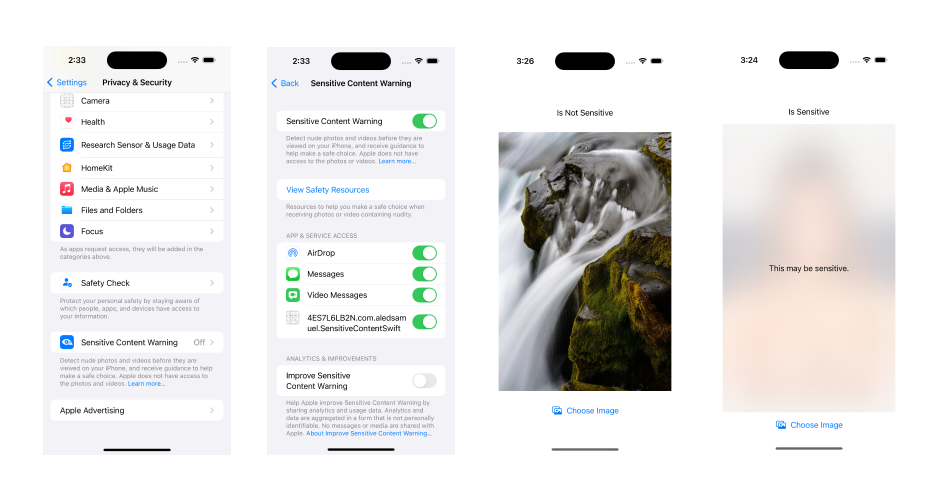 2:33
Settings
Privacy & Security
Camera
Health
Research Sensor & Usage Data
HomeKit
Media & Apple Music
Files and Folders
Focus
As apps request access, they will be added in the
categories above.
Safety Check
Protect your personal safety by staying aware of
which people, apps, and devices have access to
your information.
Sensitive Content Warning Off
Detect nude photos and videos before they are
viewed on your iPhone, and receive guidance to help
make a safe choice. Apple does not have access to
the photos and videos. Learn more...
Apple Advertising
2:33
Back
Sensitive Content Warning
Sensitive Content Warning
Detect nude photos and videos before they are
viewed on your iPhone, and receive guidance to
help make a safe choice. Apple does not have
access to the photos or videos. Learn more...
View Safety Resources
Resources to help you make a safe choice when
receiving photos or video containing nudity.
APP & SERVICE ACCESS
AirDrop
Messages
Video Messages
4ES7L6LB2N.com.aledsam
uel.SensitiveContentSwift
ANALYTICS & IMPROVEMENTS
Improve Sensitive
Content Warning
Help Apple improve Sensitive Content Warning by
sharing analytics and usage data. Analytics and
data are aggregated in a form that is not personally
identifiable. No messages or media are shared with
Apple. About Improve Sensitive Content Warning...
3:26
Is Not Sensitive
Choose Image
3:24
Is Sensitive
This may be sensitive.
Choose Image